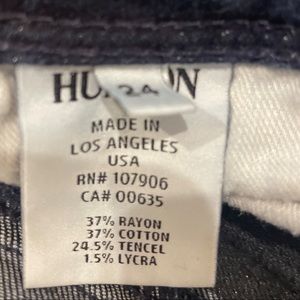 HU
24
N
MADE IN
LOS ANGELES
USA
RN# 107906
CA# 00635
37% RAYON
37% COTTON
24.5% TENCEL
1.5% LYCRA